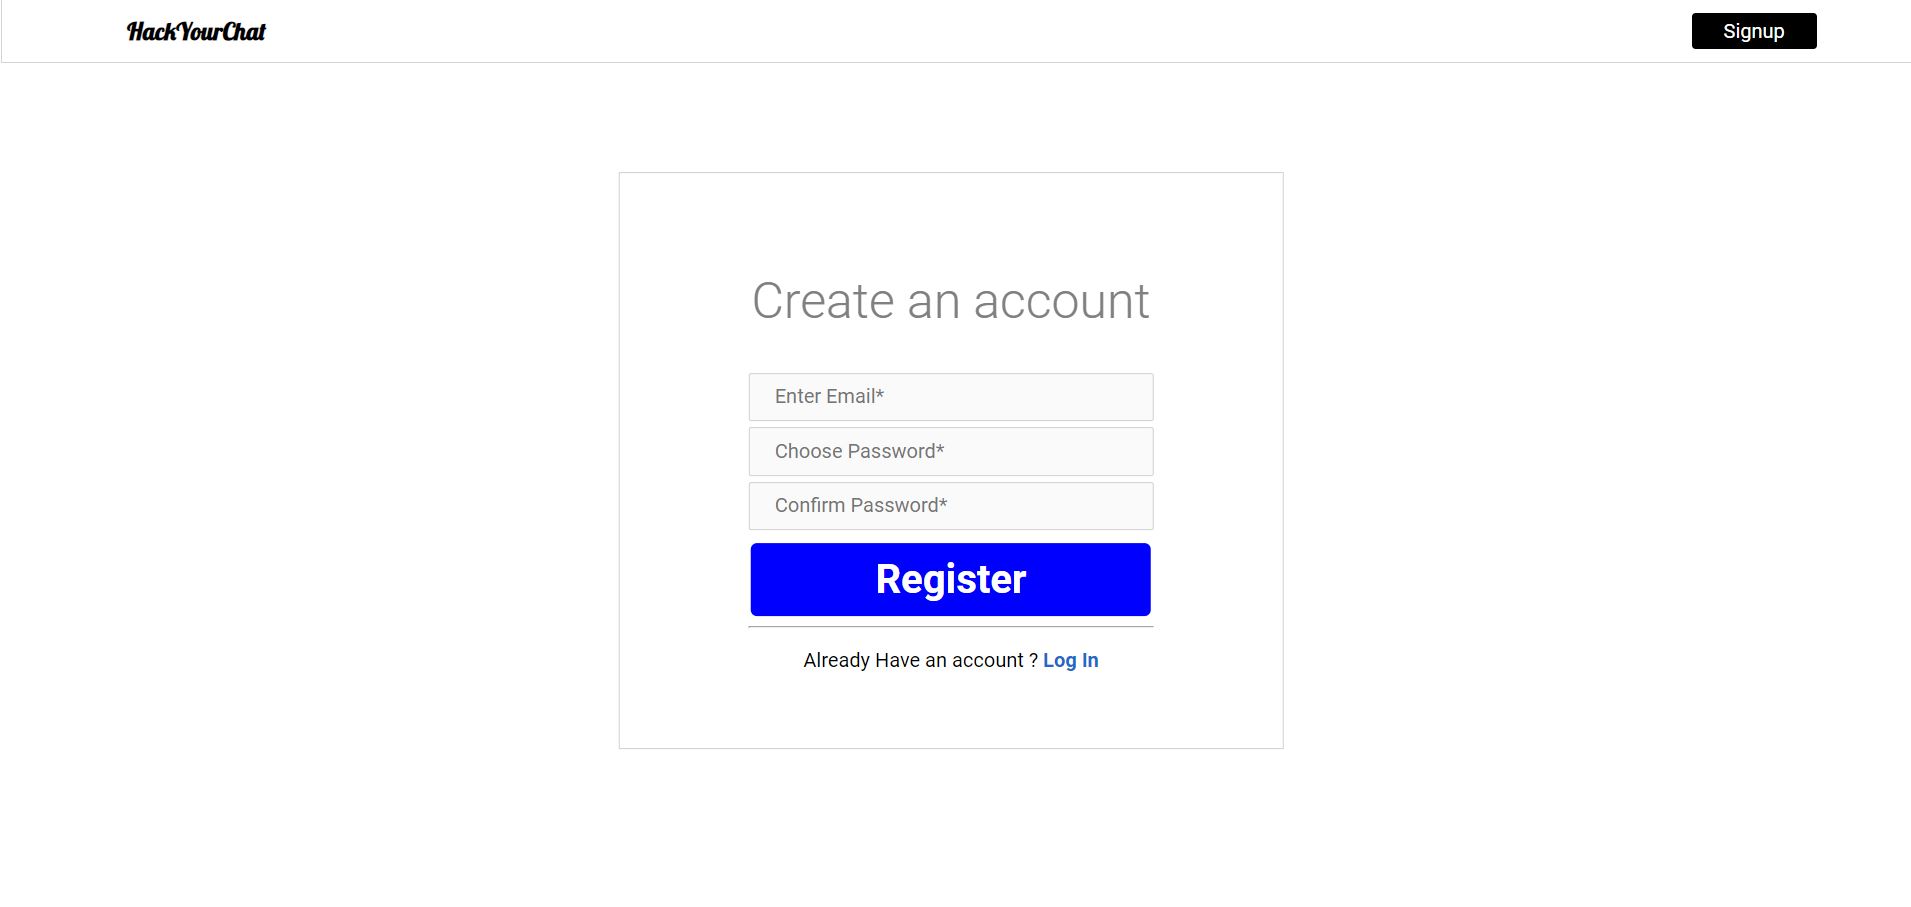 HackYourChat
Signup
Create an account
Enter Email*
Choose Password*
Confirm Password*
Register
Already Have an account ? Log In